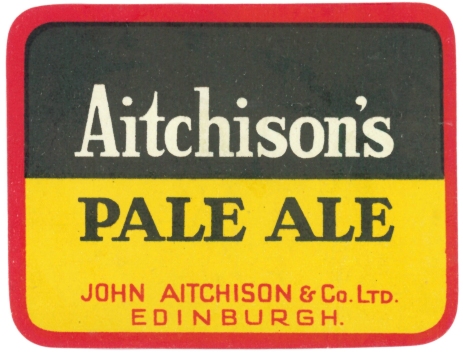 Aitchison's
PALE ALE
JOHN AITCHISON & Co. LTD.
EDINBURGH.